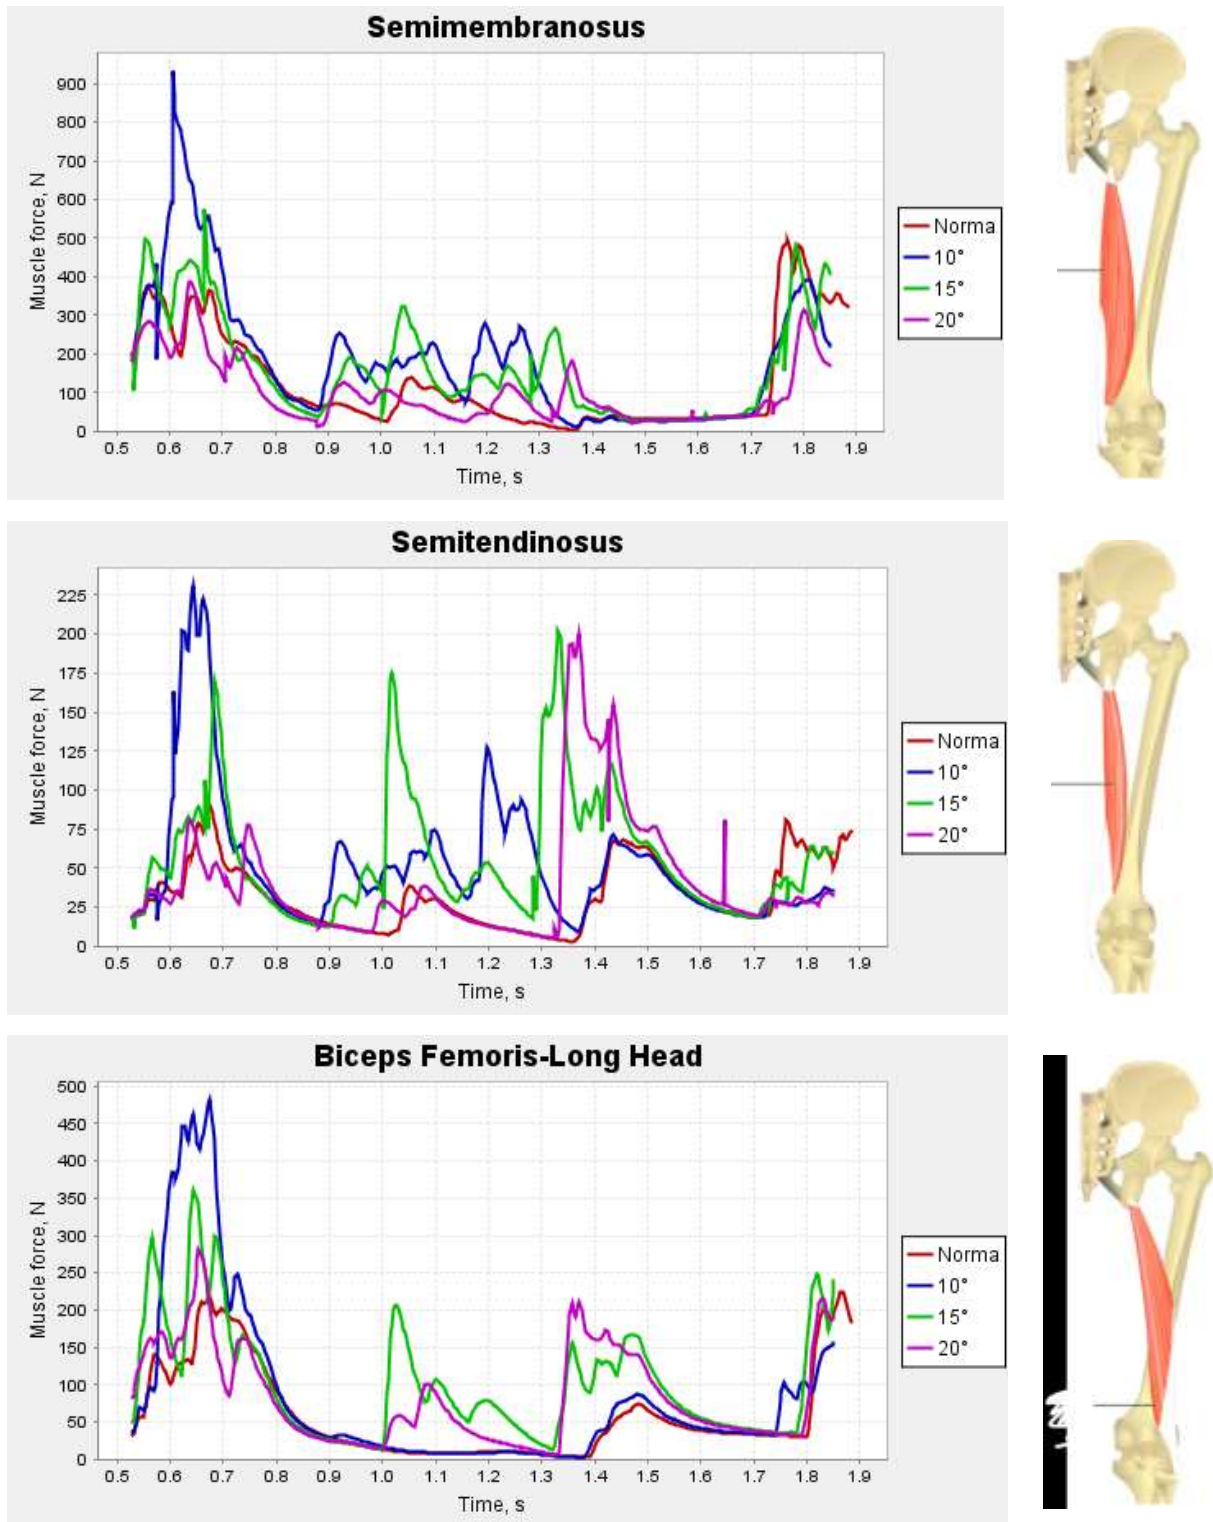 Semimembranosus
Muscle force, N
900
800
700
600
500
400
300
200
100
0
0.5 0.6 0.7 0.8 0.9 1.0 1.1 1.2 1.3 1.4 1.5 1.6 1.7 1.8 1.9
Time, s
Norma
10°
15°
20°
Semitendinosus
Muscle force, N
225
200
175
150
125
100
75
50
25
0
0.5 0.6 0.7 0.8 0.9 1.0 1.1 1.2 1.3 1.4 1.5 1.6 1.7 1.8 1.9
Time, s
Norma
10°
15°
20°
Biceps Femoris-Long Head
Muscle force, N
500
450
400
350
300
250
200
150
100
50
0
0.5 0.6 0.7 0.8 0.9 1.0 1.1 1.2 1.3 1.4 1.5 1.6 1.7 1.8 1.9
Time, s
Norma
10°
15°
20°